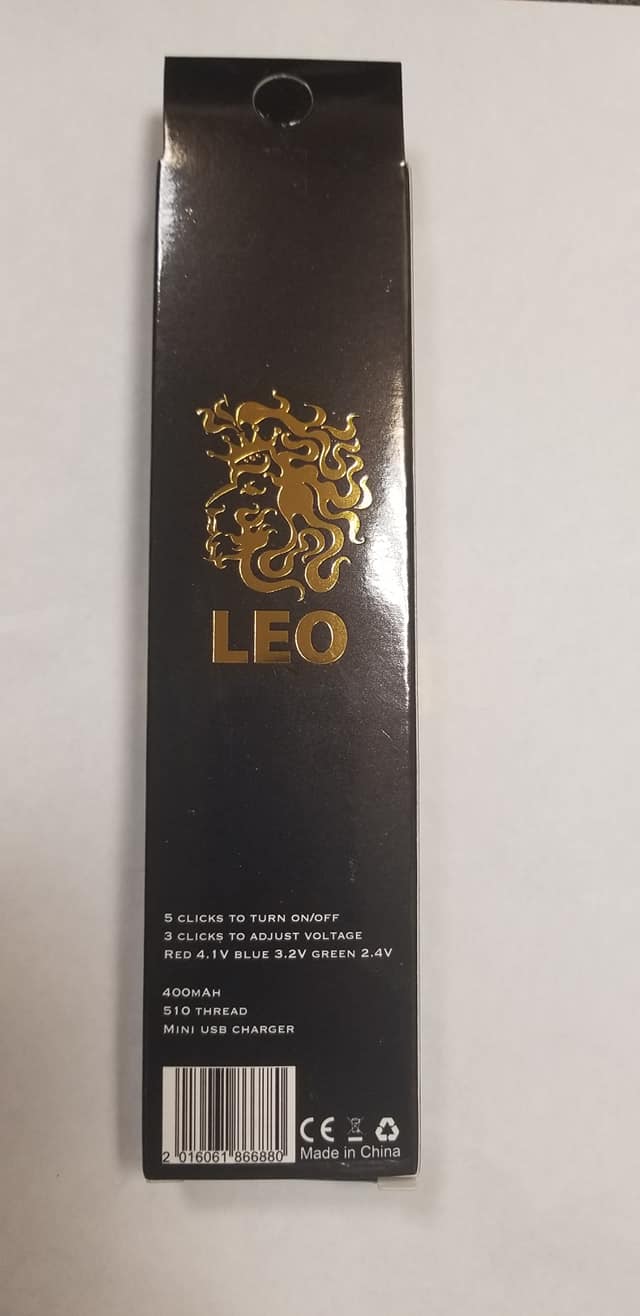 LEO
5 CLICKS TO TURN ON/OFF
3 CLICKS TO ADJUST VOLTAGE
RED 4.1V BLUE 3.2V GREEN 2.4V
400MAH
510 THREAD
MINI USB CHARGER
2 016061 866880
CE
Made in China